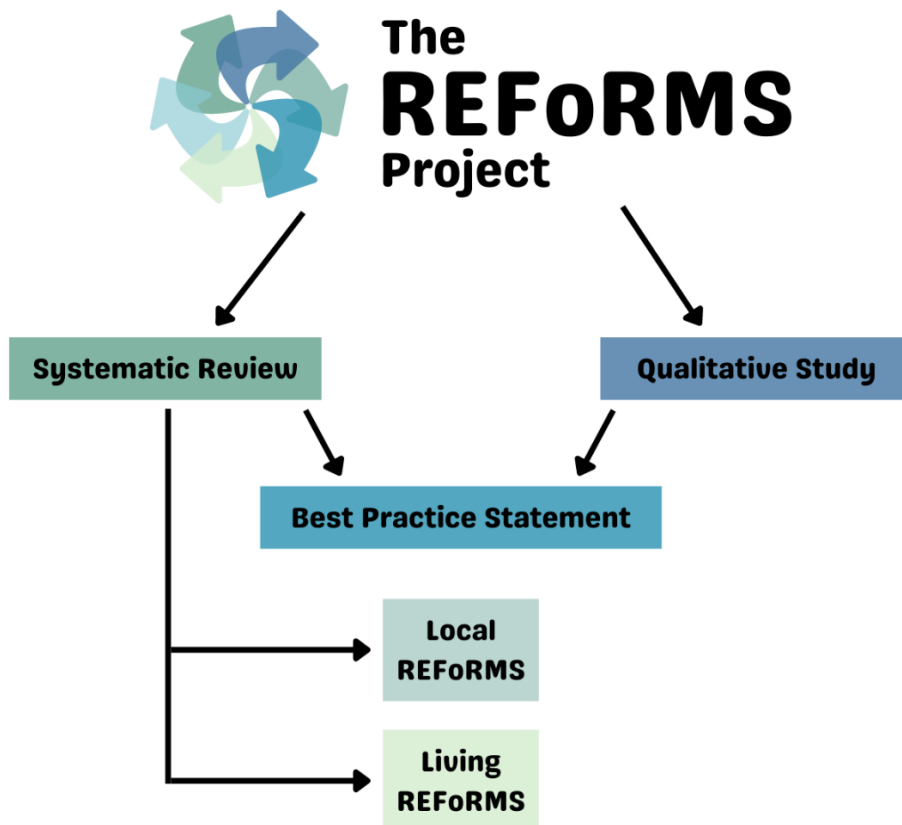 The
REFoRMS
Project
Systematic Review
Qualitative Study
Best Practice Statement
Local
REFoRMS
Living
REFoRMS